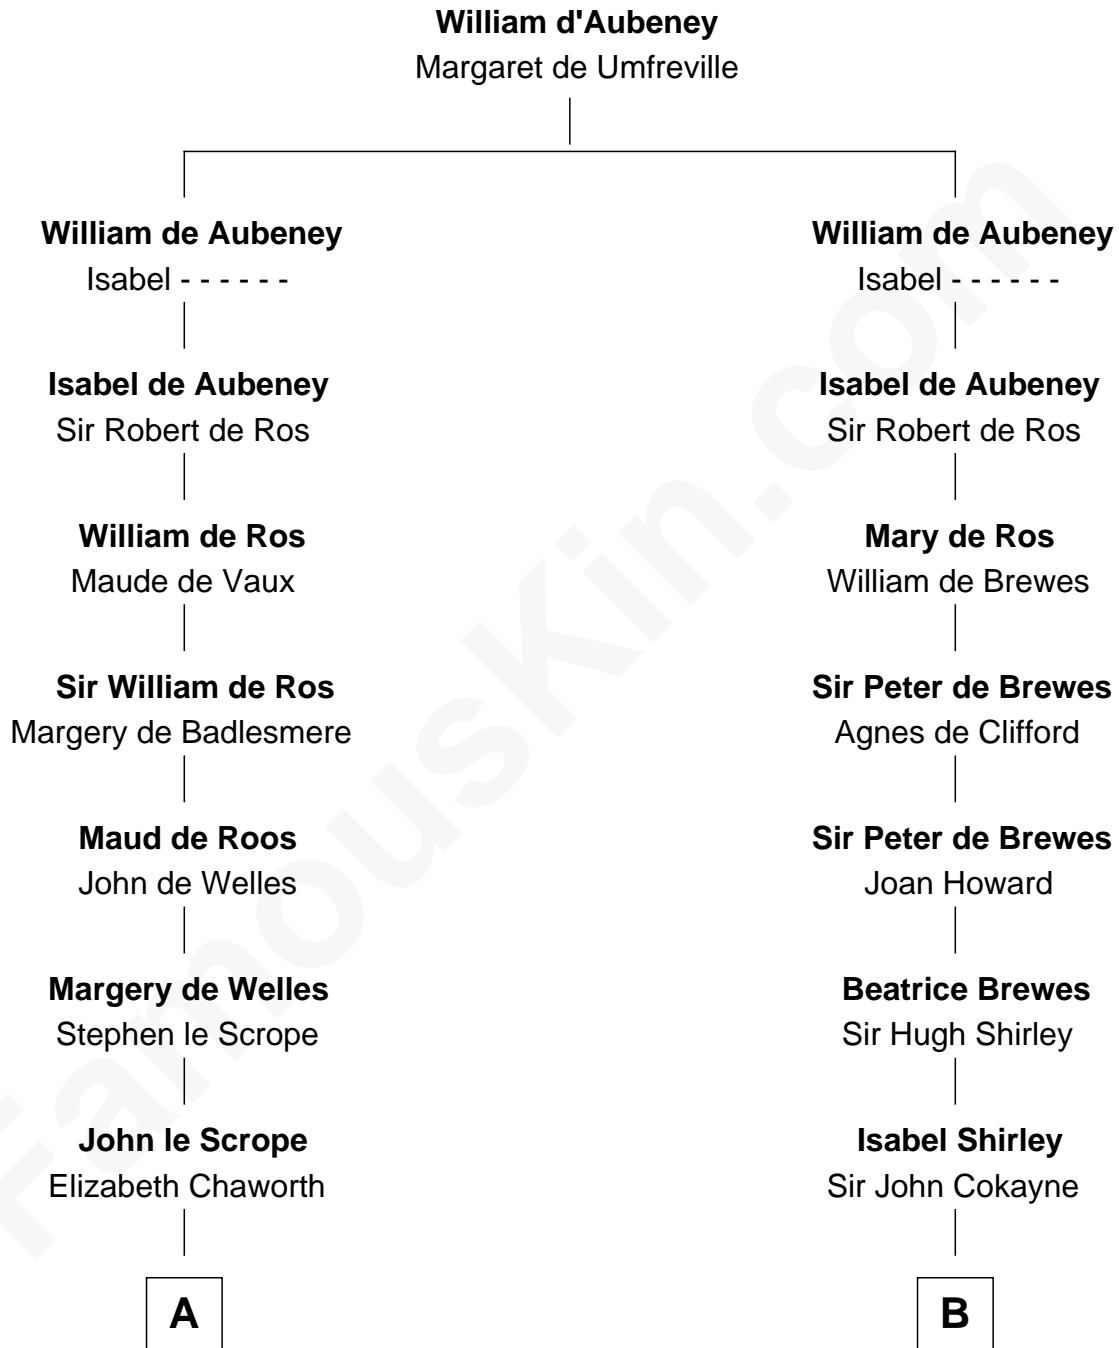 William d'Aubeney
Margaret de Umfreville
William de Aubeney
Isabel - - - - - -
William de Aubeney
Isabel - - - - - -
Isabel de Aubeney
Sir Robert de Ros
Isabel de Aubeney
Sir Robert de Ros
William de Ros
Maude de Vaux
Mary de Ros
William de Brewes
Sir William de Ros
Margery de Badlesmere
Sir Peter de Brewes
Agnes de Clifford
Maud de Roos
John de Welles
Sir Peter de Brewes
Joan Howard
Margery de Welles
Stephen le Scrope
Beatrice Brewes
Sir Hugh Shirley
John le Scrope
Elizabeth Chaworth
Isabel Shirley
Sir John Cokayne
A
B
FamousKin.com